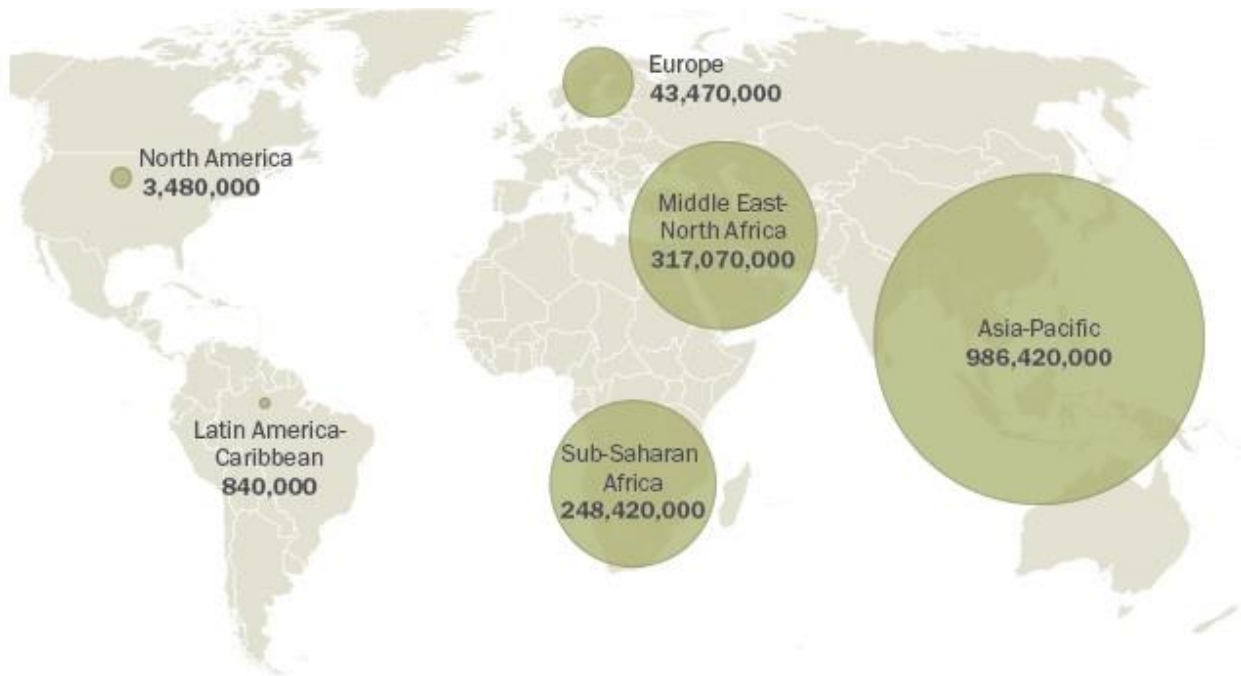 Europe
43,470,000
North America
3,480,000
Middle East-
North Africa
317,070,000
Asia-Pacific
986,420,000
Latin America-
Caribbean
840,000
Sub-Saharan
Africa
248,420,000